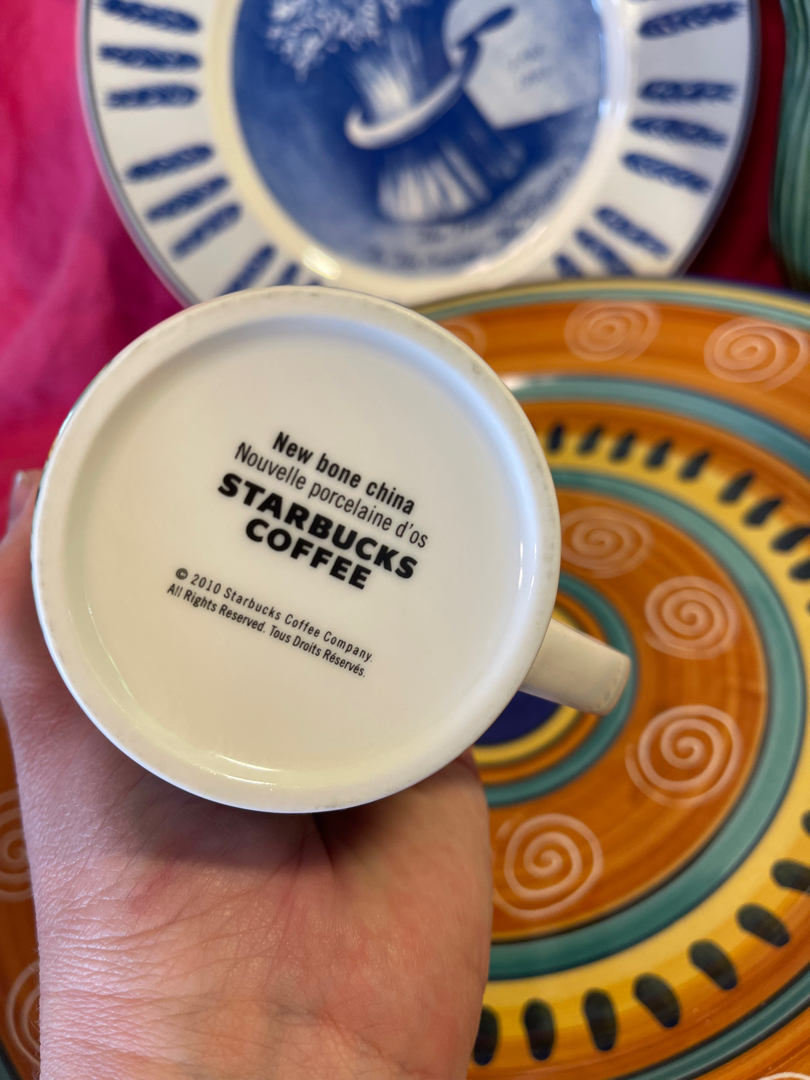 New bone china
Nouvelle porcelaine d'os
STARBUCKS
COFFEE
© 2010 Starbucks Coffee Company.
All Rights Reserved. Tous Droits Réservés.